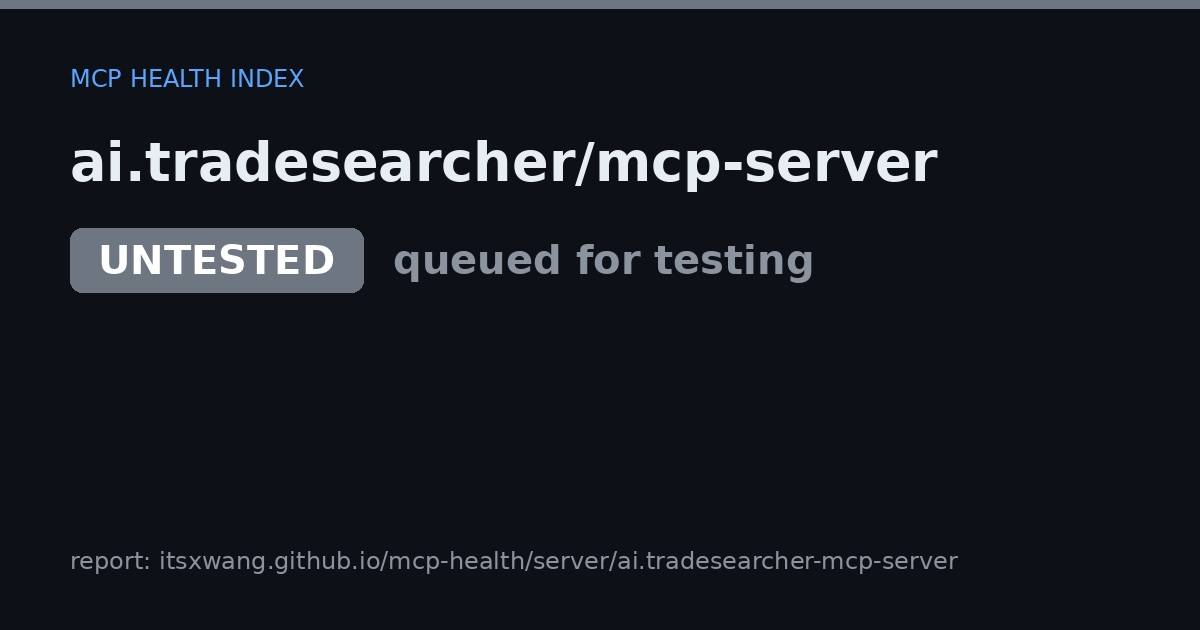 MCP HEALTH INDEX
ai.tradesearcher/mcp-server
UNTESTED queued for testing
report: itsxwang.github.io/mcp-health/server/ai.tradesearcher-mcp-server